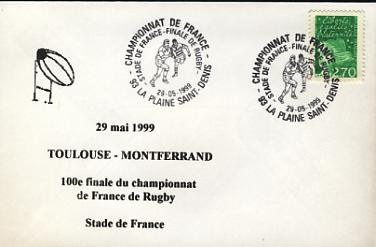 CHAMPIONNAT DE FRANCE
STADE DE FRANCE-FINALE DE RUGBY
29-05-1999
- 93 LA PLAINE SAINT-DENIS -
CHAMPIONNAT DE FRANCE
STADE DE FRANCE-FINALE DE RUGBY
29-05-1999
- 93 LA PLAINE SAINT-DENIS -
Liberté
égalité
fraternité
2,70
29 mai 1999
TOULOUSE - MONTFERRAND
100e finale du championnat
de France de Rugby
Stade de France